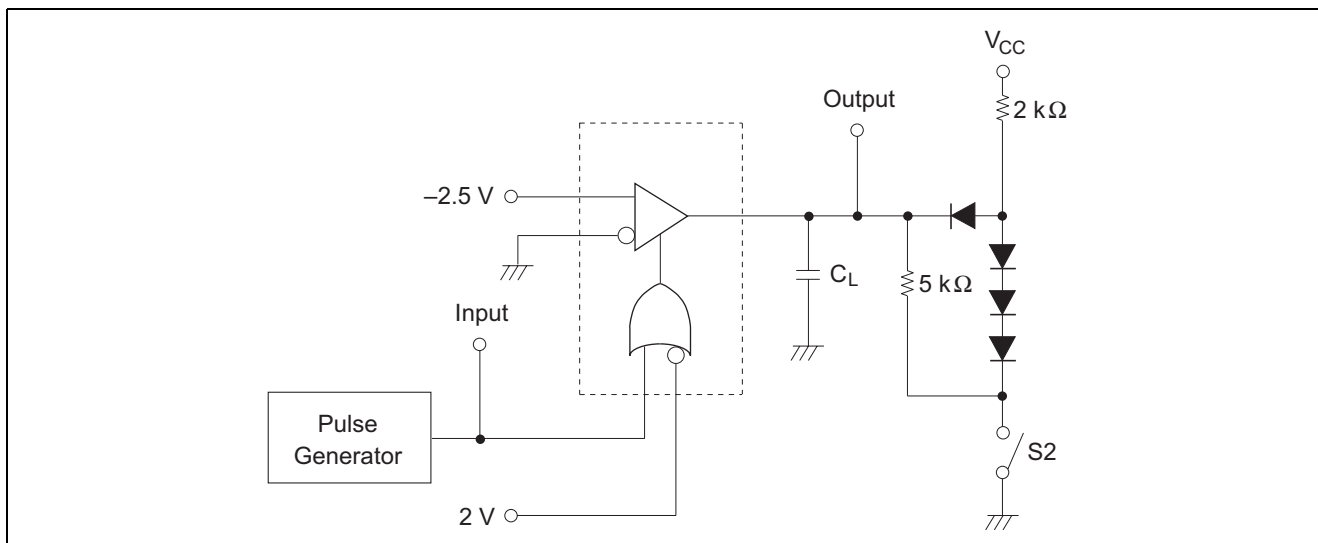 V_CC
2 kΩ
Output
–2.5 V
C_L
5 kΩ
Input
Pulse
Generator
S2
2 V